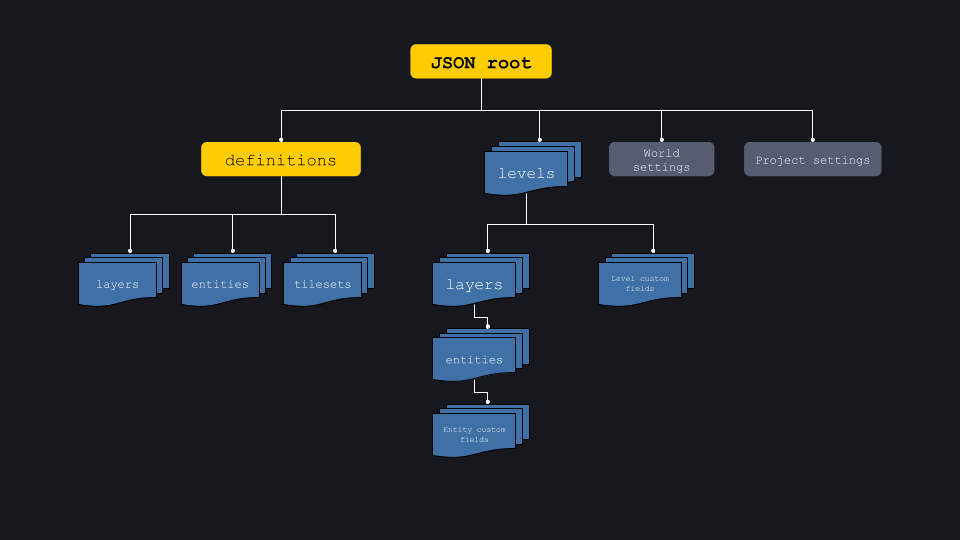 JSON root
definitions
levels
World
settings
Project settings
layers
entities
tilesets
layers
Level custom
fields
entities
Entity custom
fields